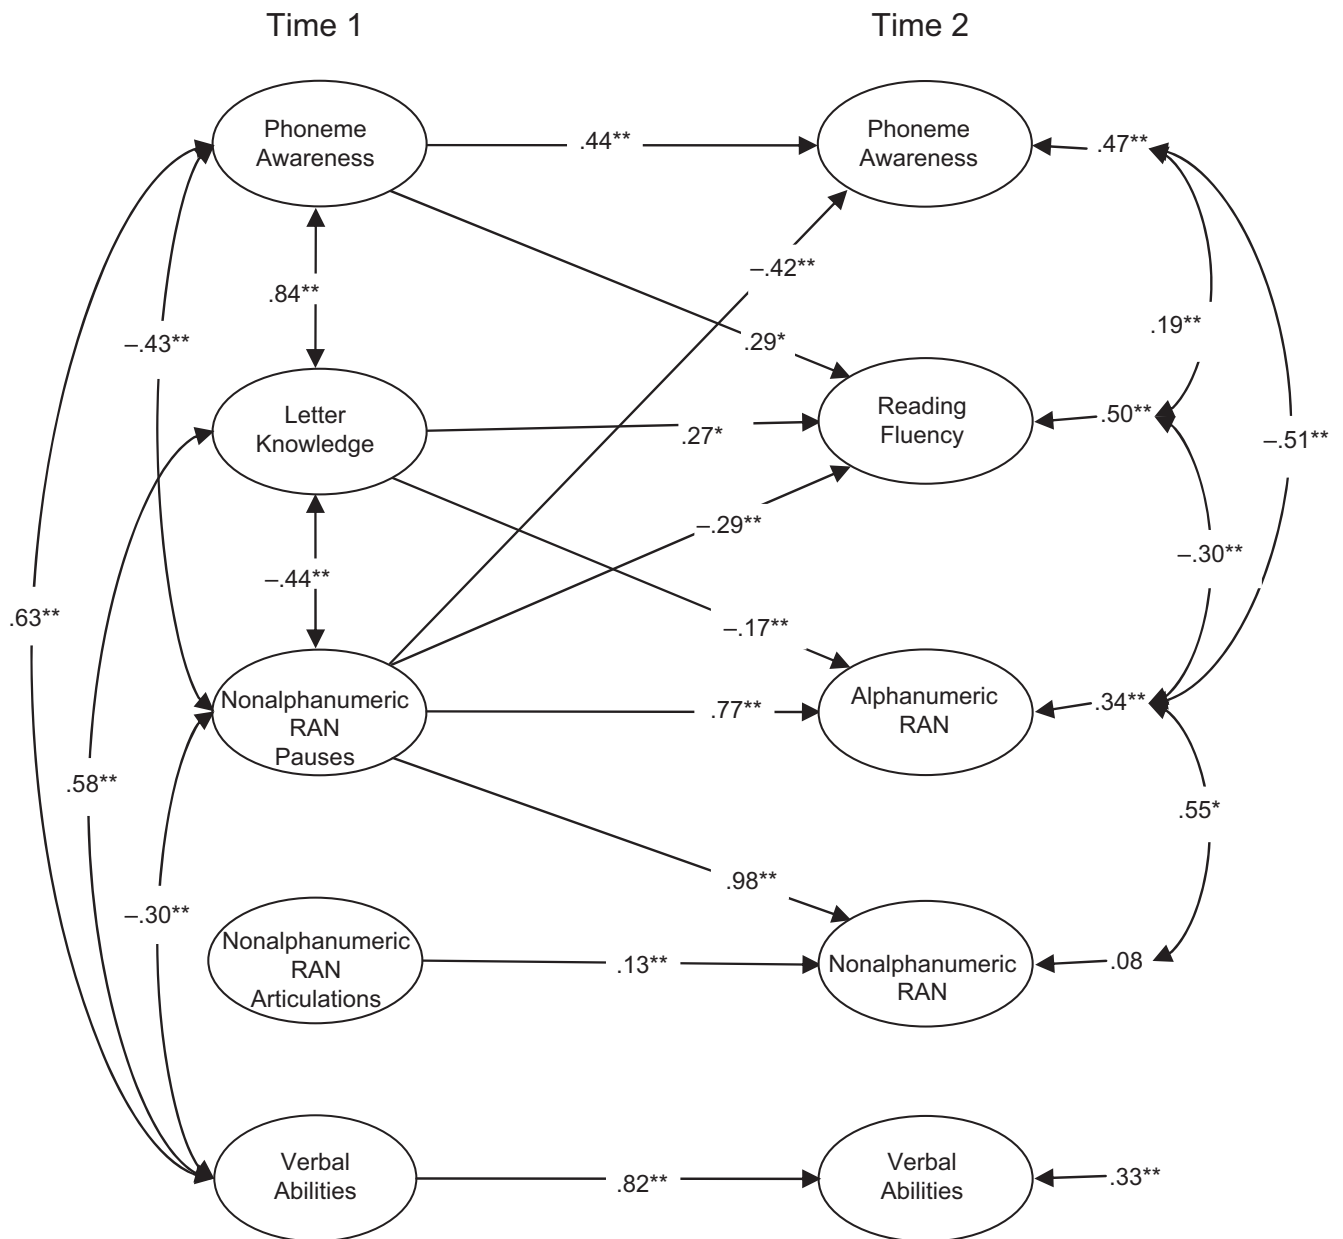 Time 1
Time 2
Phoneme
Awareness
.44**
Phoneme
Awareness
.47**
–.42**
.84**
.19**
–.43**
.29*
Letter
Knowledge
.27*
Reading
Fluency
.50**
–.51**
–.29**
–.30**
–.44**
.63**
–.17**
Nonalphanumeric
RAN
Pauses
.77**
Alphanumeric
RAN
.34**
.58**
.55*
.98**
–.30**
Nonalphanumeric
RAN
Articulations
.13**
Nonalphanumeric
RAN
.08
Verbal
Abilities
.82**
Verbal
Abilities
.33**